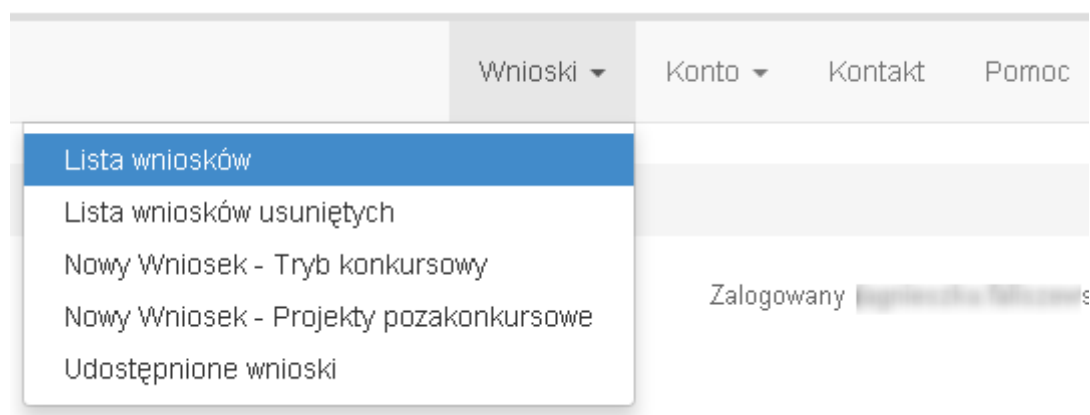 Wnioski Konto Kontakt Pomoc
Lista wniosków
Lista wniosków usuniętych
Nowy Wniosek - Tryb konkursowy
Nowy Wniosek - Projekty pozakonkursowe
Zalogowany
Udostępnione wnioski